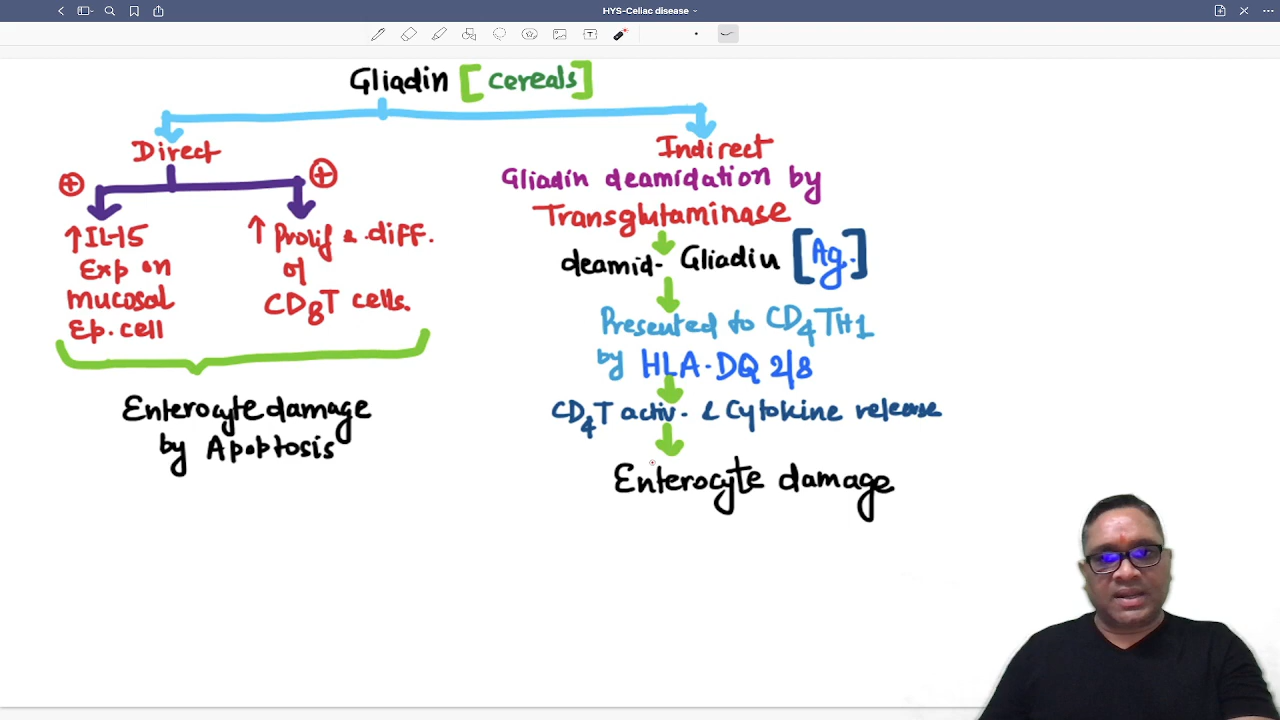 HYS-Celiac disease
Gliadin [cereals]
Direct
Indirect
Gliadin deamidation by
Transglutaminase
↑IL-15
Exp on
mucosal
Ep. cell
↑ Prolif & diff.
of
CD8T cells.
deamid- Gliadin [Ag.]
Presented to CD4TH1
by HLA-DQ 2/8
CD4T activ. & Cytokine release
Enterocyte damage
by Apoptosis
Enterocyte damage